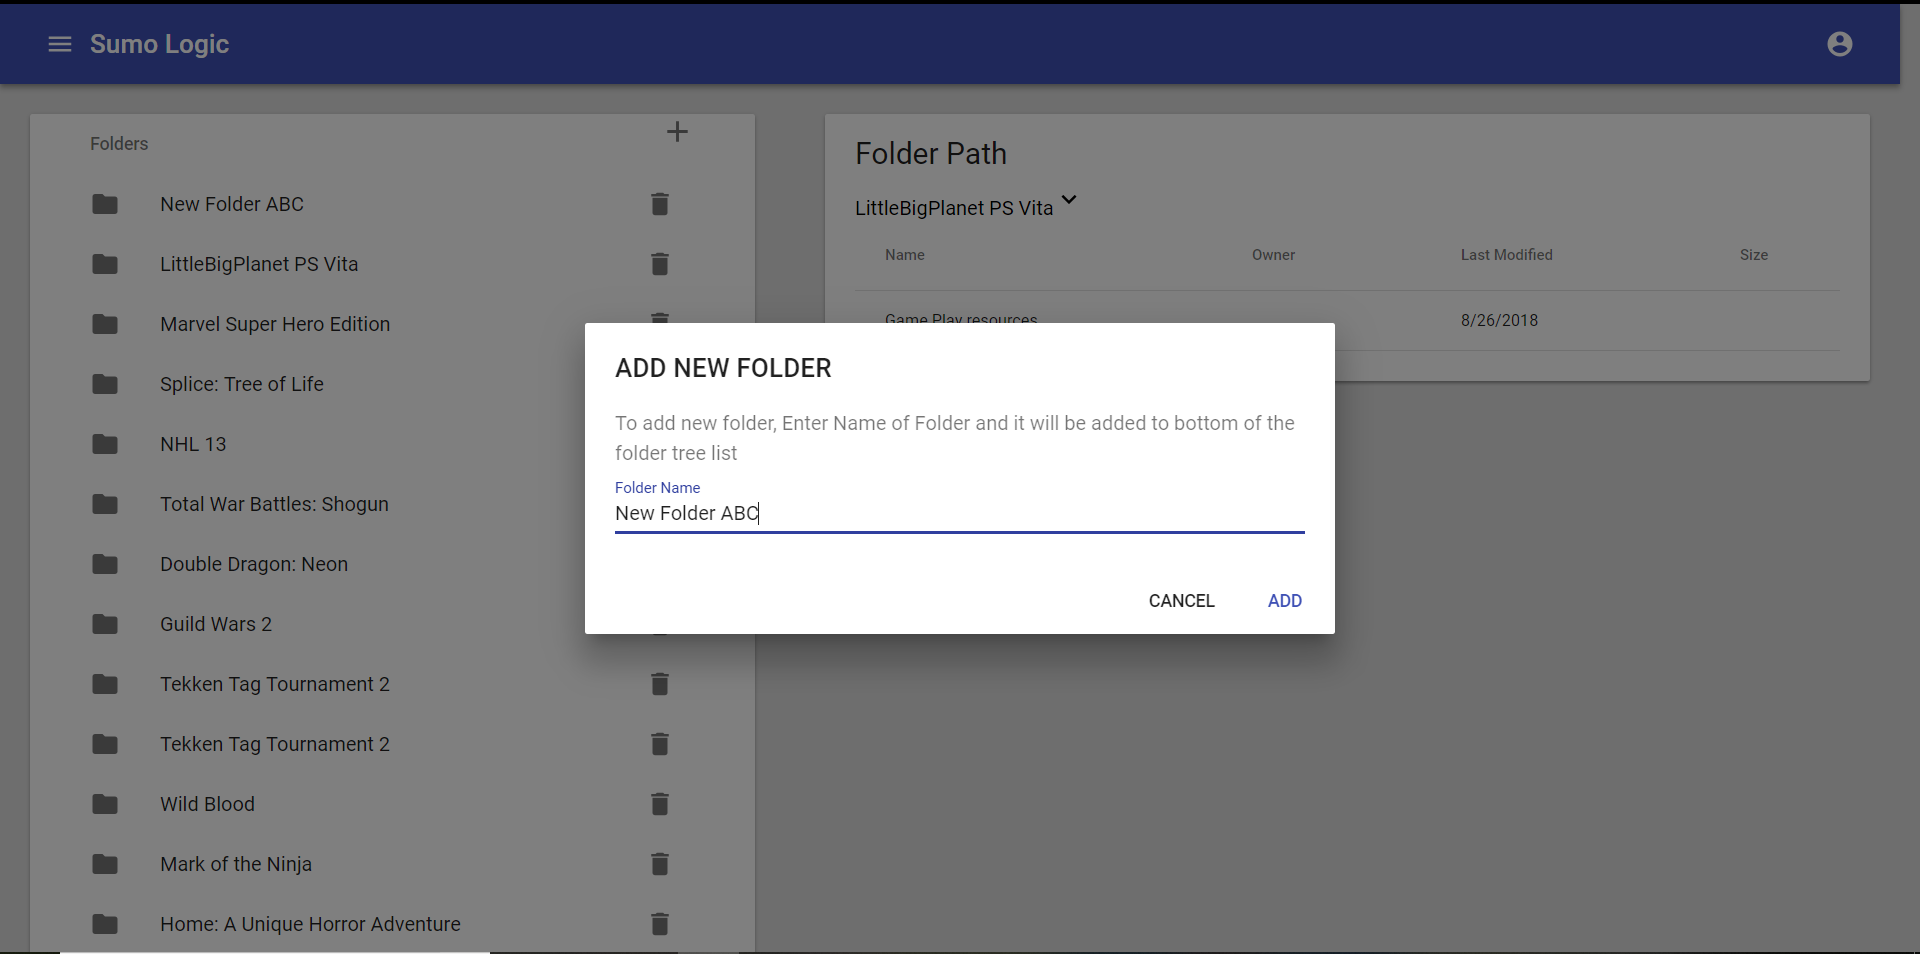 Sumo Logic
Folders
New Folder ABC
LittleBigPlanet PS Vita
Marvel Super Hero Edition
Splice: Tree of Life
NHL 13
Total War Battles: Shogun
Double Dragon: Neon
Guild Wars 2
Tekken Tag Tournament 2
Tekken Tag Tournament 2
Wild Blood
Mark of the Ninja
Home: A Unique Horror Adventure
Folder Path
LittleBigPlanet PS Vita
Name Owner Last Modified Size
Game Play resources 8/26/2018
ADD NEW FOLDER
To add new folder, Enter Name of Folder and it will be added to bottom of the
folder tree list
Folder Name
New Folder ABC
CANCEL ADD